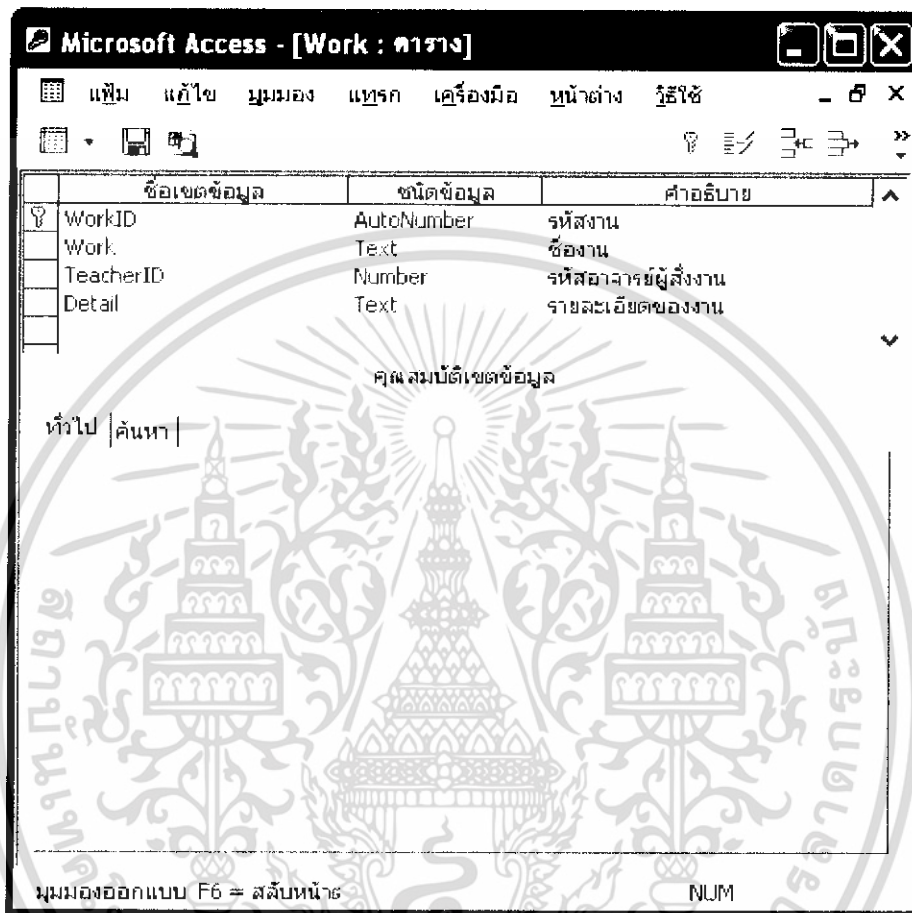 Microsoft Access - [Work : ตาราง]
แฟ้ม แก้ไข มุมมอง แทรก เครื่องมือ หน้าต่าง วิธีใช้
ชื่อเขตข้อมูล ชนิดข้อมูล คำอธิบาย
WorkID AutoNumber รหัสงาน
Work Text ชื่องาน
TeacherID Number รหัสอาจารย์ผู้สั่งงาน
Detail Text รายละเอียดของงาน
คุณสมบัติเขตข้อมูล
ทั่วไป ค้นหา
มุมมองออกแบบ F6 = สลับหน้าต่าง NUM